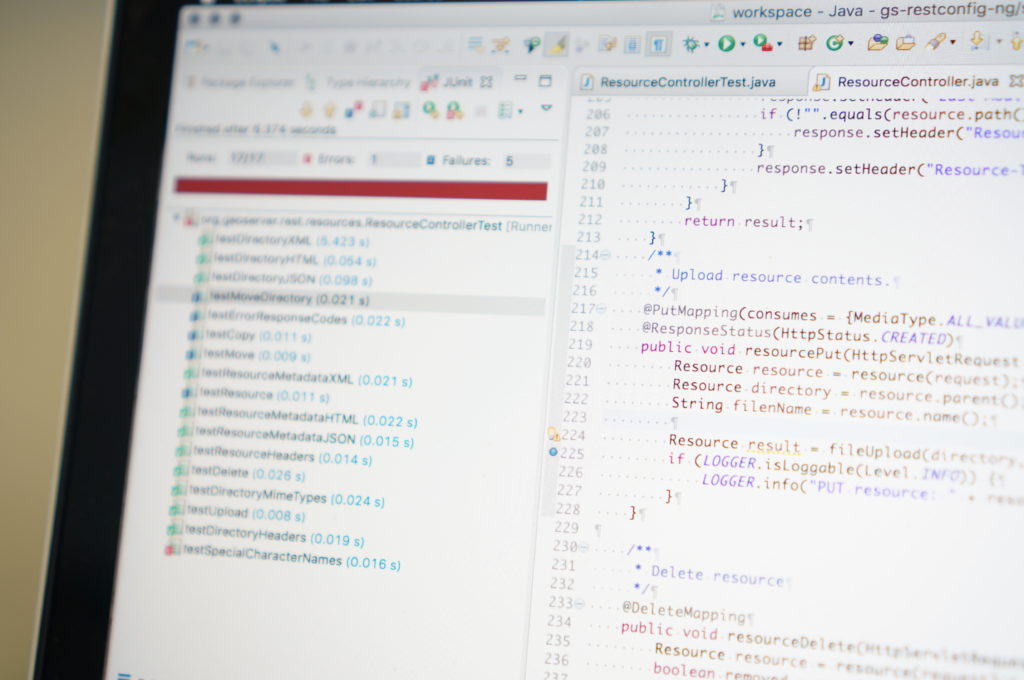 workspace - Java - gs-restconfig-ng/s
Package Explorer Type Hierarchy JUnit
Finished after 6.374 seconds
Runs: 17/17 Errors: 1 Failures: 5
org.geoserver.rest.resources.ResourceControllerTest [Runner
testDirectoryXML (5.423 s)
testDirectoryHTML (0.054 s)
testDirectoryJSON (0.098 s)
testMoveDirectory (0.021 s)
testErrorResponseCodes (0.022 s)
testCopy (0.011 s)
testMove (0.009 s)
testResourceMetadataXML (0.021 s)
testResource (0.011 s)
testResourceMetadataHTML (0.022 s)
testResourceMetadataJSON (0.015 s)
testResourceHeaders (0.014 s)
testDelete (0.026 s)
testDirectoryMimeTypes (0.024 s)
testUpload (0.008 s)
testDirectoryHeaders (0.019 s)
testSpecialCharacterNames (0.016 s)
ResourceControllerTest.java ResourceController.java
205 response.setHeader("Last-Mod
206 if (!"".equals(resource.path()
207 response.setHeader("Resou
208 }¶
209 response.setHeader("Resource-T
210 }¶
211 }¶
212 return result;¶
213 }¶
214 /**¶
215 * Upload resource contents.¶
216 */¶
217 @PutMapping(consumes = {MediaType.ALL_VALU
218 @ResponseStatus(HttpStatus.CREATED)¶
219 public void resourcePut(HttpServletRequest
220 Resource resource = resource(request);¶
221 Resource directory = resource.parent();
222 String filenName = resource.name();¶
223 ¶
224 Resource result = fileUpload(directory,
225 if (LOGGER.isLoggable(Level.INFO)) {
226 LOGGER.info("PUT resource: " + reso
227 }¶
228 }¶
229 ¶
230 /**¶
231 * Delete resource¶
232 */¶
233 @DeleteMapping¶
234 public void resourceDelete(HttpServletReque
235 Resource resource = resource(request)
236 boolean removed
237